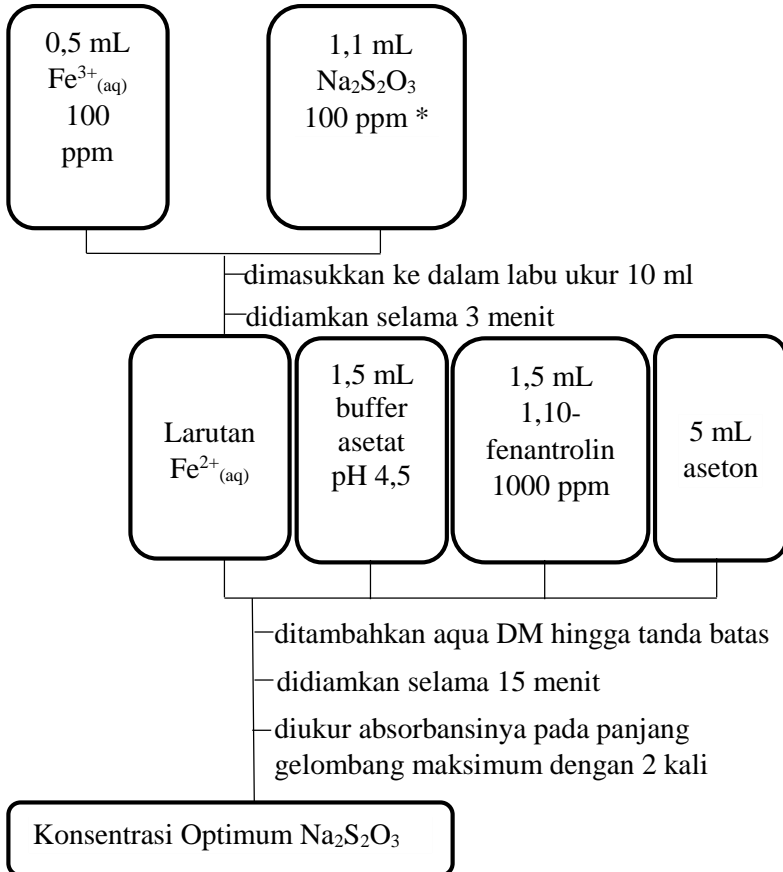 0,5 mL
Fe³⁺₍aq₎
100
ppm
1,1 mL
Na₂S₂O₃
100 ppm *
dimasukkan ke dalam labu ukur 10 ml
didiamkan selama 3 menit
Larutan
Fe²⁺₍aq₎
1,5 mL
buffer
asetat
pH 4,5
1,5 mL
1,10-
fenantrolin
1000 ppm
5 mL
aseton
ditambahkan aqua DM hingga tanda batas
didiamkan selama 15 menit
diukur absorbansinya pada panjang
gelombang maksimum dengan 2 kali
Konsentrasi Optimum Na₂S₂O₃